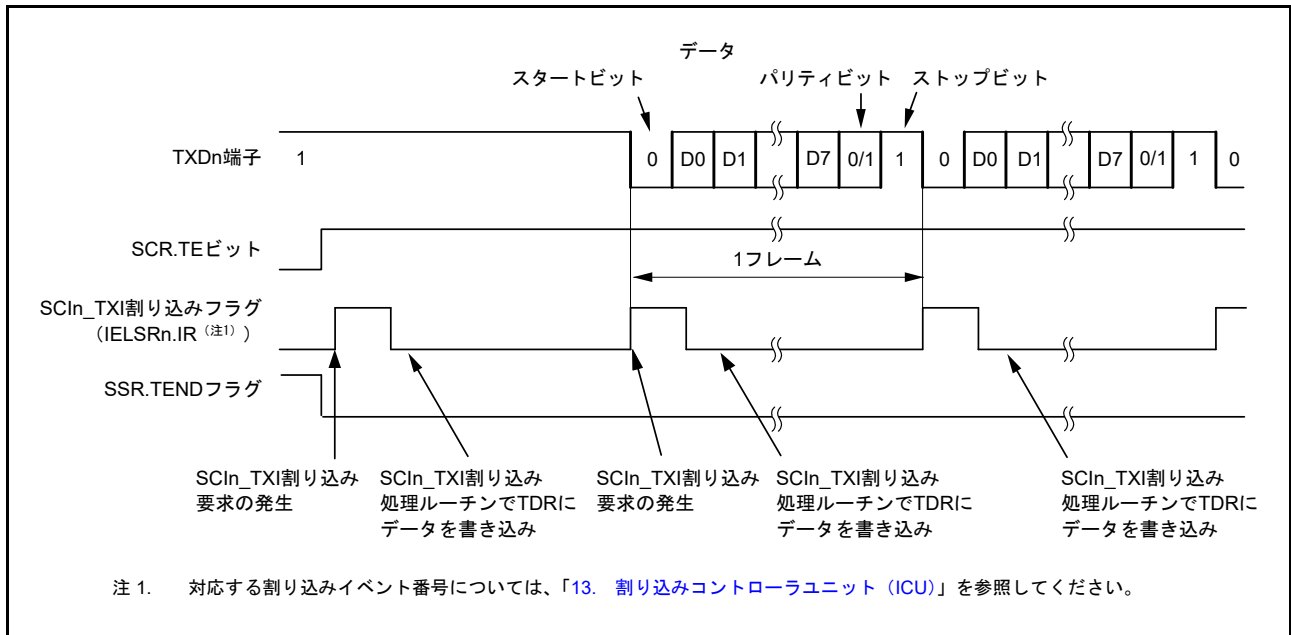 データ
スタートビット
パリティビット
ストップビット
TXDn端子 1 0 D0 D1 D7 0/1 1 0 D0 D1 D7 0/1 1 0
SCR.TEビット
1フレーム
SCIn_TXI割り込みフラグ
(IELSRn.IR (注1) )
SSR.TENDフラグ
SCIn_TXI割り込み
要求の発生
SCIn_TXI割り込み
処理ルーチンでTDRに
データを書き込み
SCIn_TXI割り込み
要求の発生
SCIn_TXI割り込み
処理ルーチンでTDRに
データを書き込み
SCIn_TXI割り込み
処理ルーチンでTDRに
データを書き込み
注 1. 対応する割り込みイベント番号については、「13. 割り込みコントローラユニット（ICU）」を参照してください。